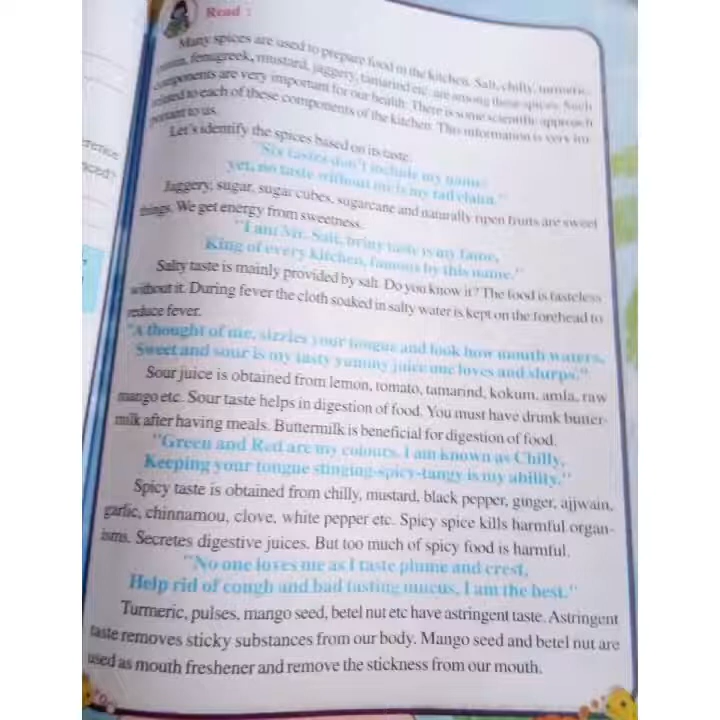 Read :
Many spices are used to prepare food in the kitchen. Salt, chilly, turmeric,
fenugreek, mustard, jaggery, tamarind etc. are among these spices. Such
components are very important for our health. There is some scientific approach
related to each of these components of the kitchen. This information is very im-
portant to us.
Let's identify the spices based on its taste.
"Six tastes don't include my name,
yet, no taste without me is my claim."
Jaggery, sugar, sugar cubes, sugarcane and naturally ripen fruits are sweet
things. We get energy from sweetness.
"I am Mr. Salt, briny taste is my fame,
King of every kitchen, famous by this name."
Salty taste is mainly provided by salt. Do you know it? The food is tasteless
without it. During fever the cloth soaked in salty water is kept on the forehead to
reduce fever.
"A thought of me, sizzles your tongue and look how mouth waters,
Sweet and sour is my tasty yummy juice one loves and slurps."
Sour juice is obtained from lemon, tomato, tamarind, kokum, amla, raw
mango etc. Sour taste helps in digestion of food. You must have drunk butter-
milk after having meals. Buttermilk is beneficial for digestion of food.
"Green and Red are my colours, I am known as Chilly,
Keeping your tongue stinging-spicy-tangy is my ability."
Spicy taste is obtained from chilly, mustard, black pepper, ginger, ajjwain,
garlic, chinnamou, clove, white pepper etc. Spicy spice kills harmful organ-
isms. Secretes digestive juices. But too much of spicy food is harmful.
"No one loves me as I taste plume and crest,
Help rid of cough and bad tasting mucus, I am the best."
Turmeric, pulses, mango seed, betel nut etc have astringent taste. Astringent
taste removes sticky substances from our body. Mango seed and betel nut are
used as mouth freshener and remove the stickness from our mouth.